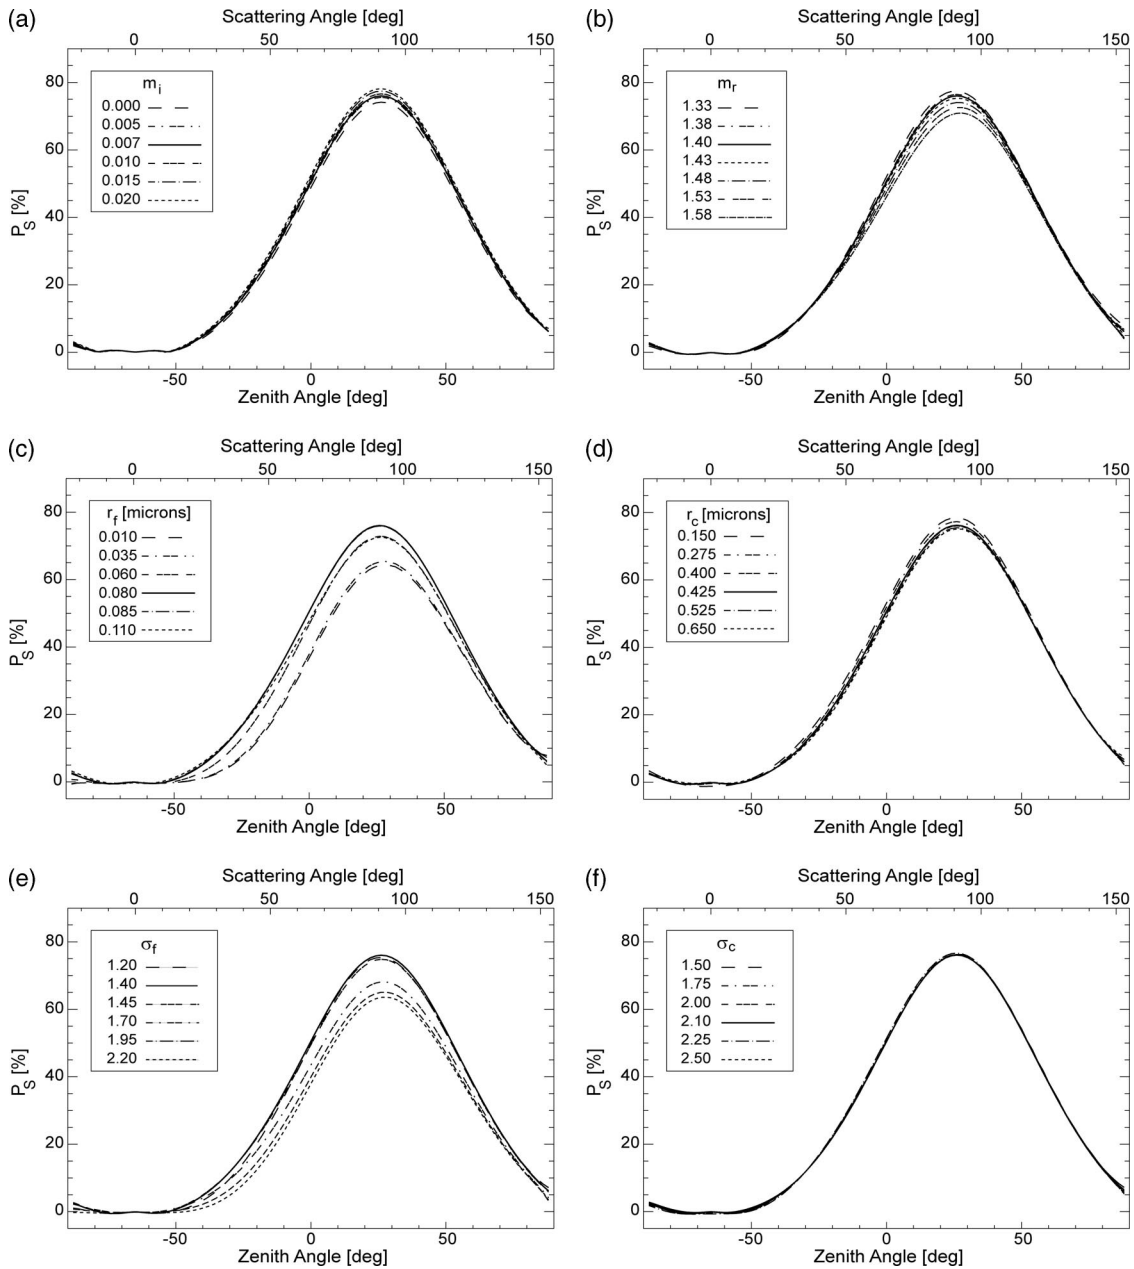 (a)
Scattering Angle [deg]
0 50 100 150
m_i
0.000
0.005
0.007
0.010
0.015
0.020
P_S [%]
80
60
40
20
0
-50 0 50
Zenith Angle [deg]
(b)
Scattering Angle [deg]
0 50 100 150
m_r
1.33
1.38
1.40
1.43
1.48
1.53
1.58
P_S [%]
80
60
40
20
0
-50 0 50
Zenith Angle [deg]
(c)
Scattering Angle [deg]
0 50 100 150
r_f [microns]
0.010
0.035
0.060
0.080
0.085
0.110
P_S [%]
80
60
40
20
0
-50 0 50
Zenith Angle [deg]
(d)
Scattering Angle [deg]
0 50 100 150
r_c [microns]
0.150
0.275
0.400
0.425
0.525
0.650
P_S [%]
80
60
40
20
0
-50 0 50
Zenith Angle [deg]
(e)
Scattering Angle [deg]
0 50 100 150
σ_f
1.20
1.40
1.45
1.70
1.95
2.20
P_S [%]
80
60
40
20
0
-50 0 50
Zenith Angle [deg]
(f)
Scattering Angle [deg]
0 50 100 150
σ_c
1.50
1.75
2.00
2.10
2.25
2.50
P_S [%]
80
60
40
20
0
-50 0 50
Zenith Angle [deg]